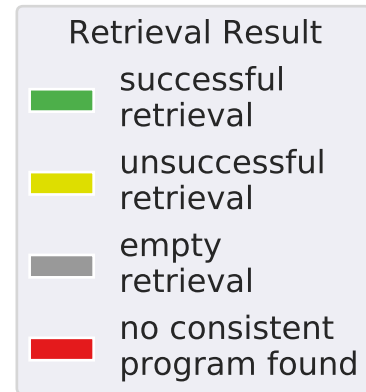 Retrieval Result
successful
retrieval
unsuccessful
retrieval
empty
retrieval
no consistent
program found